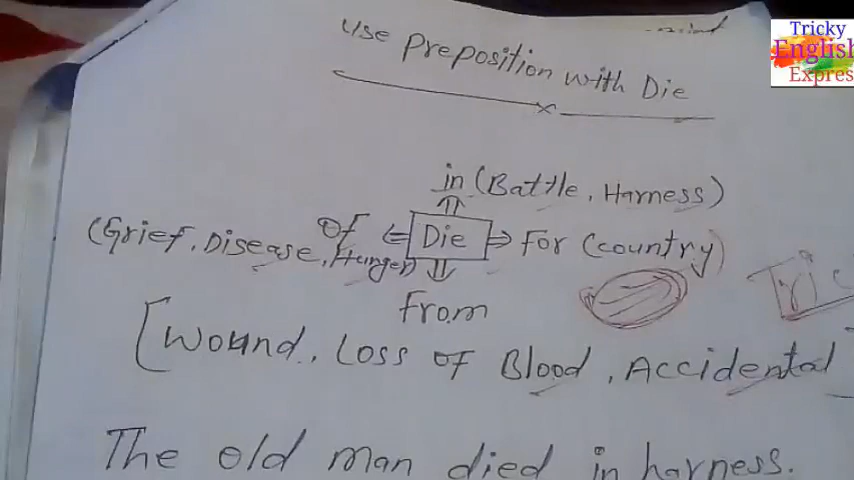 Use Preposition with Die
Tricky
English
Express
in (Battle, Harness)
(Grief, Disease, Hunger) of Die For (country)
From
[Wound, Loss of Blood, Accidental]
The old man died in harness.